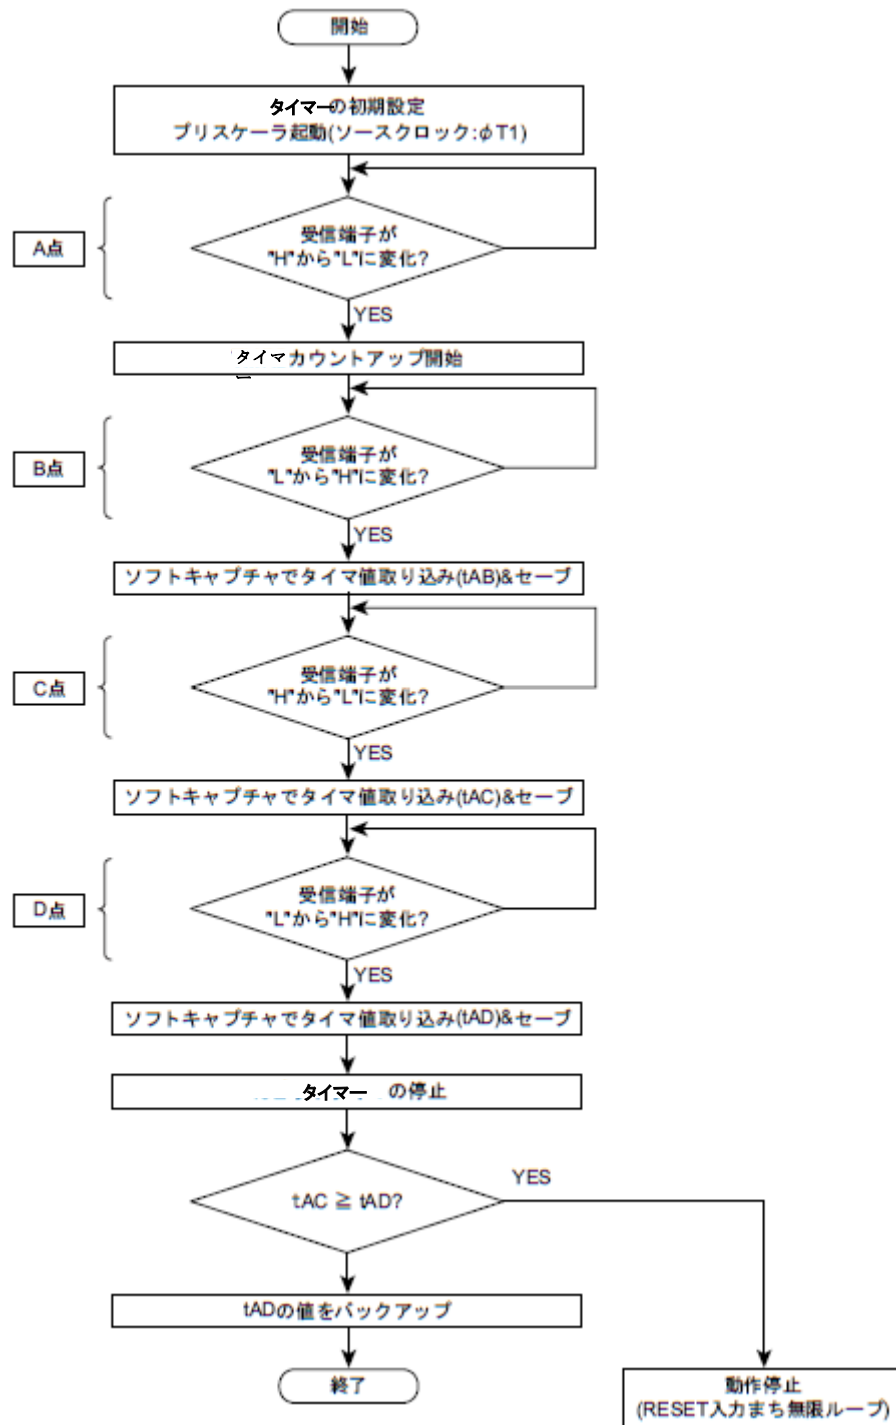 開始
タイマーの初期設定
プリスケーラ起動(ソースクロック:φT1)
A点
受信端子が
"H"から"L"に変化?
YES
タイマー カウントアップ開始
B点
受信端子が
"L"から"H"に変化?
YES
ソフトキャプチャでタイマ値取り込み(tAB)&セーブ
C点
受信端子が
"H"から"L"に変化?
YES
ソフトキャプチャでタイマ値取り込み(tAC)&セーブ
D点
受信端子が
"L"から"H"に変化?
YES
ソフトキャプチャでタイマ値取り込み(tAD)&セーブ
タイマー の停止
tAC ≧ tAD?
YES
tADの値をバックアップ
終了
動作停止
(RESET入力まち無限ループ)